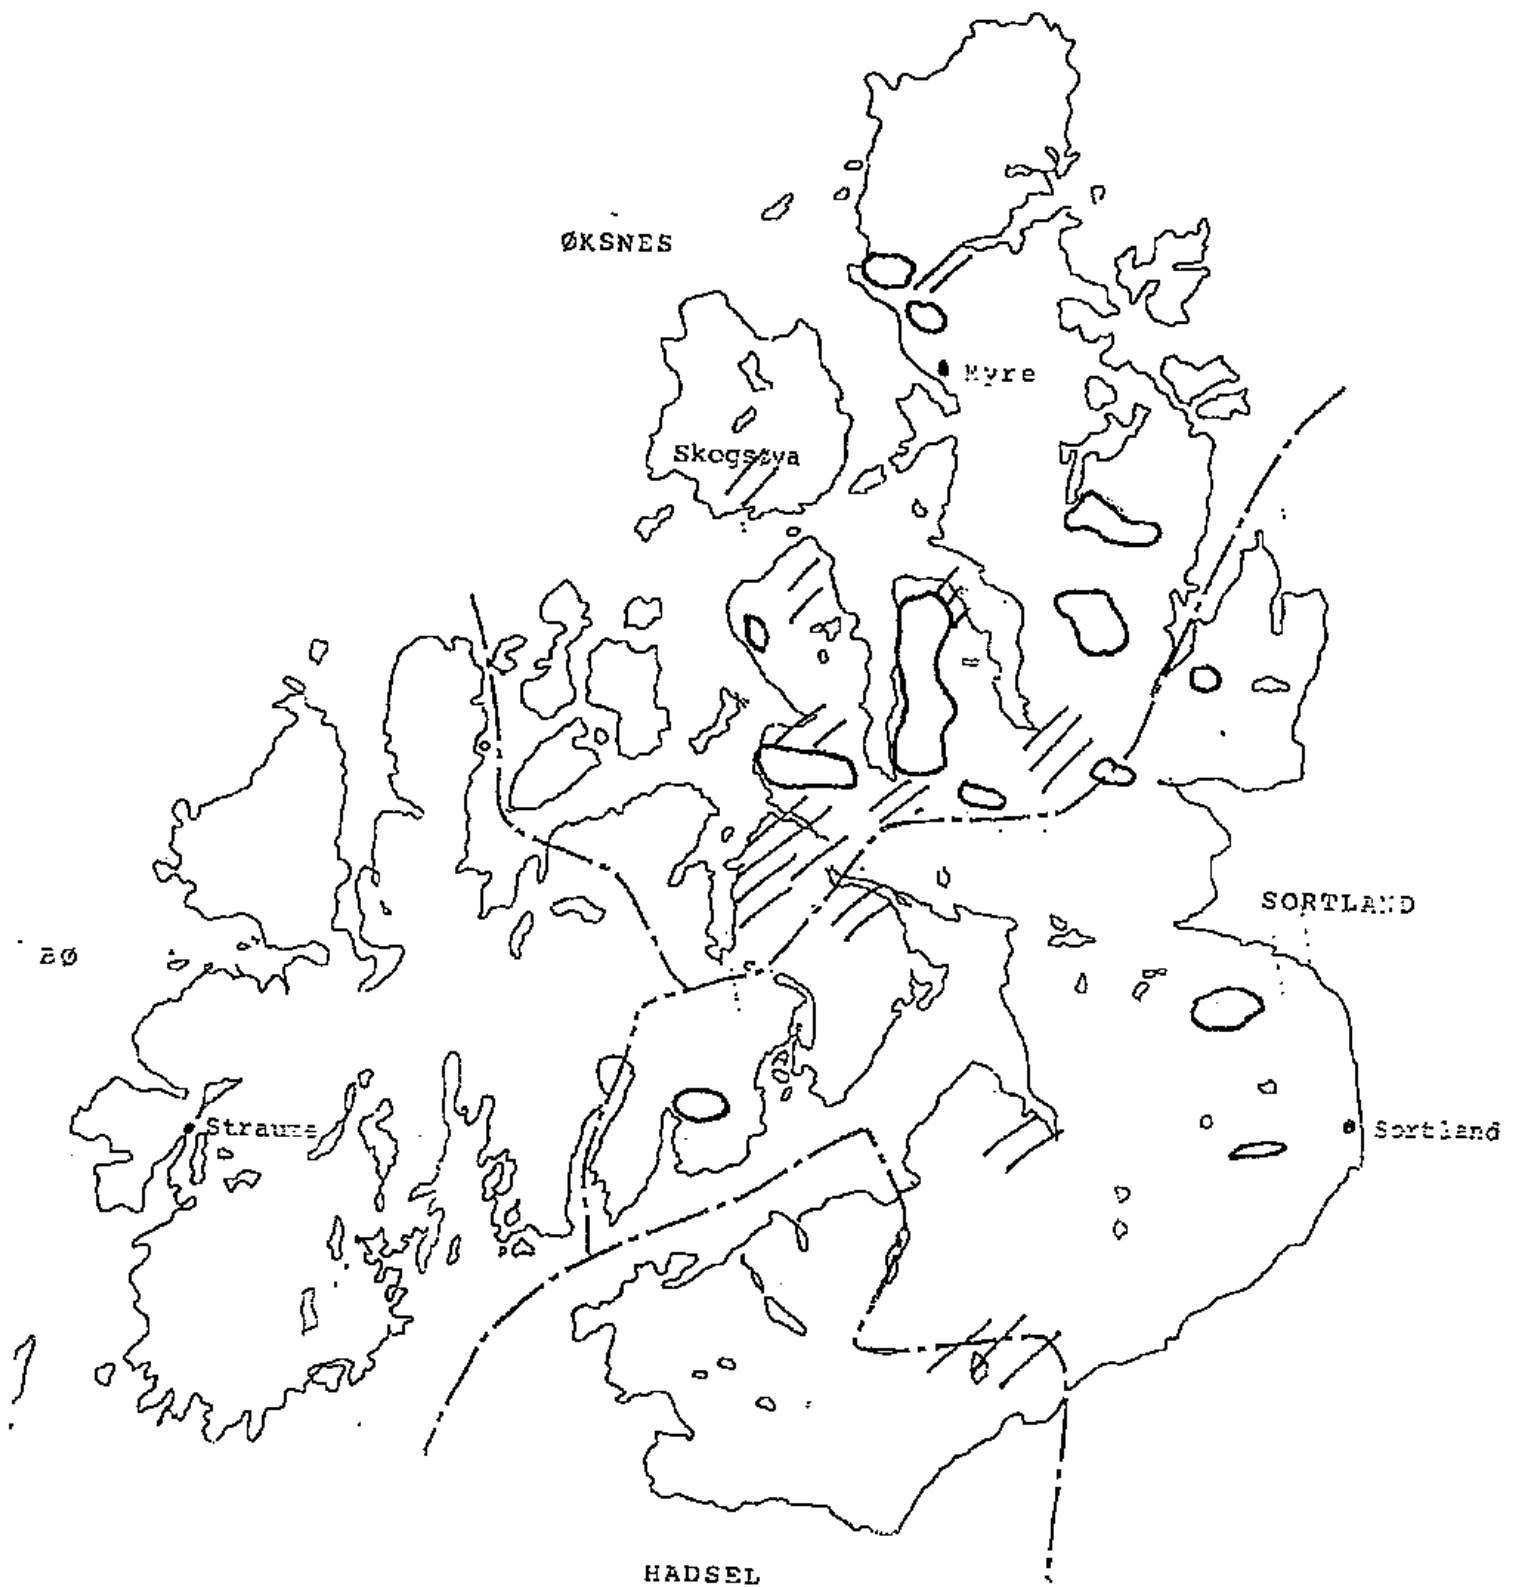 ØKSNES
Myre
Skogsøya
SORTLAND
BØ
Straume
Sortland
HADSEL